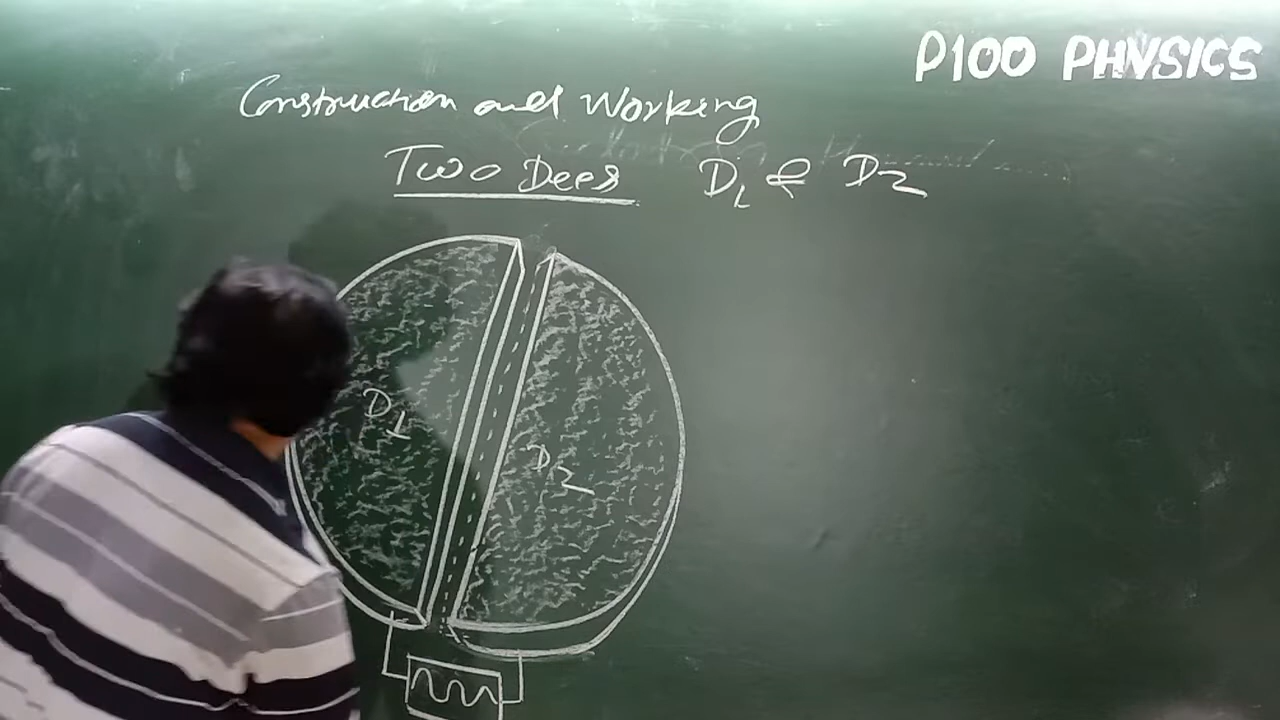 P100 PHYSICS
Construction and Working
Two Dees D1 & D2
D1
D2